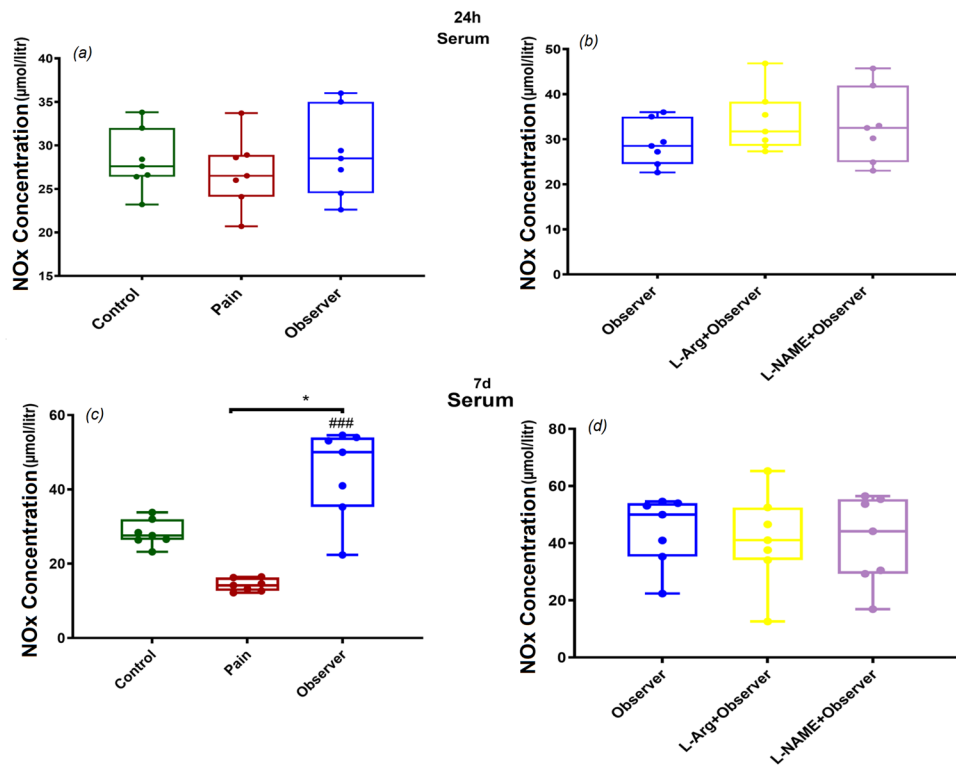 24h
Serum
(a)
NOx Concentration (µmol/litr)
40
35
30
25
20
15
Control
Pain
Observer
(b)
NOx Concentration (µmol/litr)
50
40
30
20
10
0
Observer
L-Arg+Observer
L-NAME+Observer
7d
Serum
(c)
NOx Concentration (µmol/litr)
60
40
20
0
*
###
Control
Pain
Observer
(d)
NOx Concentration (µmol/litr)
80
60
40
20
0
Observer
L-Arg+Observer
L-NAME+Observer